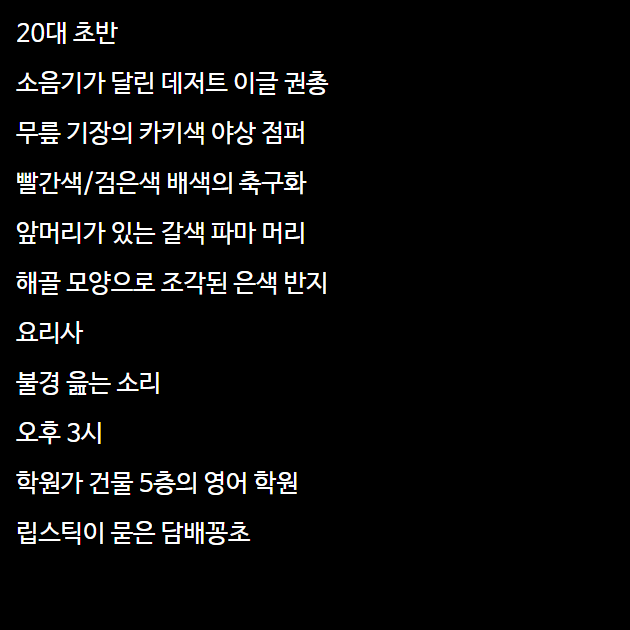 20대 초반
소음기가 달린 데저트 이글 권총
무릎 기장의 카키색 야상 점퍼
빨간색/검은색 배색의 축구화
앞머리가 있는 갈색 파마 머리
해골 모양으로 조각된 은색 반지
요리사
불경 읊는 소리
오후 3시
학원가 건물 5층의 영어 학원
립스틱이 묻은 담배꽁초